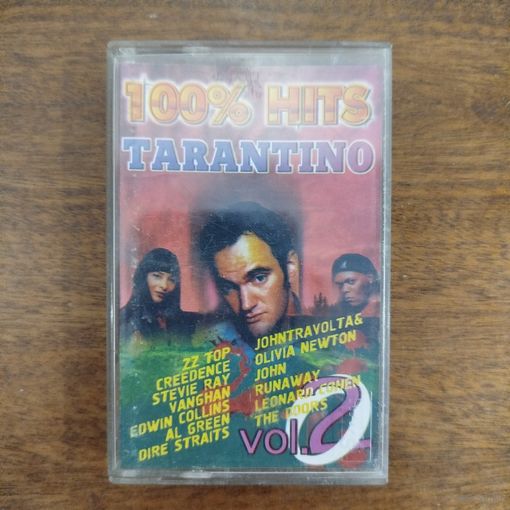 100% HITS
TARANTINO
ZZ TOP
CREEDENCE
STEVIE RAY
VANGHAN
EDWIN COLLINS
AL GREEN
DIRE STRAITS
JOHNTRAVOLTA&
OLIVIA NEWTON
JOHN
RUNAWAY
LEONARD COHEN
THE DOORS
vol.2